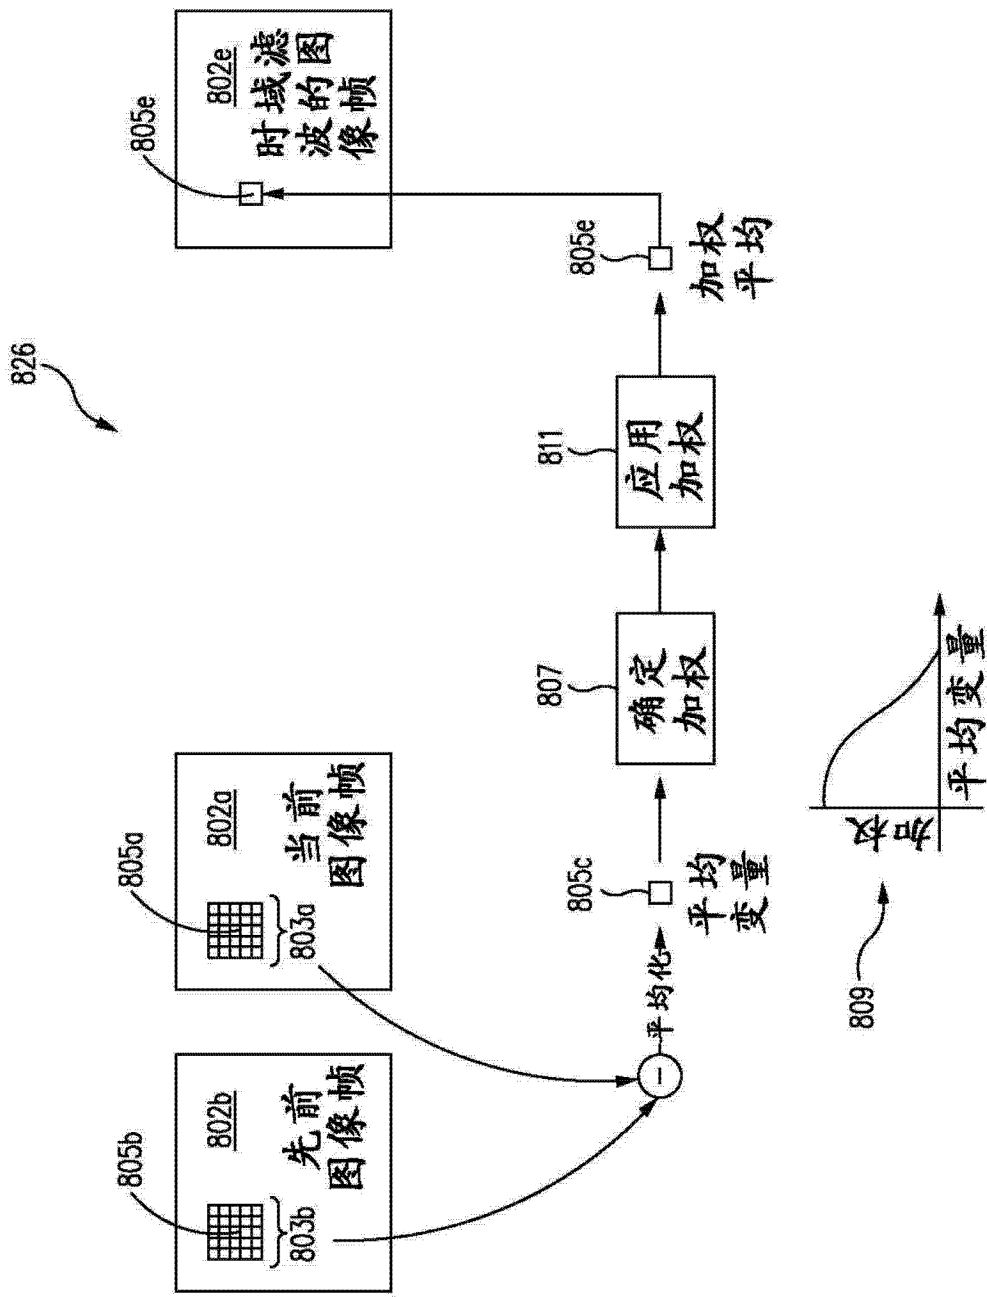 826
805b
802b
先前
图像帧
803b
805a
802a
当前
图像帧
803a
805e
802e
时域滤
波的图
像帧
−
平均化
805c
平均
变量
807
确定
加权
811
应用
加权
805e
加权
平均
809
加权
平均变量